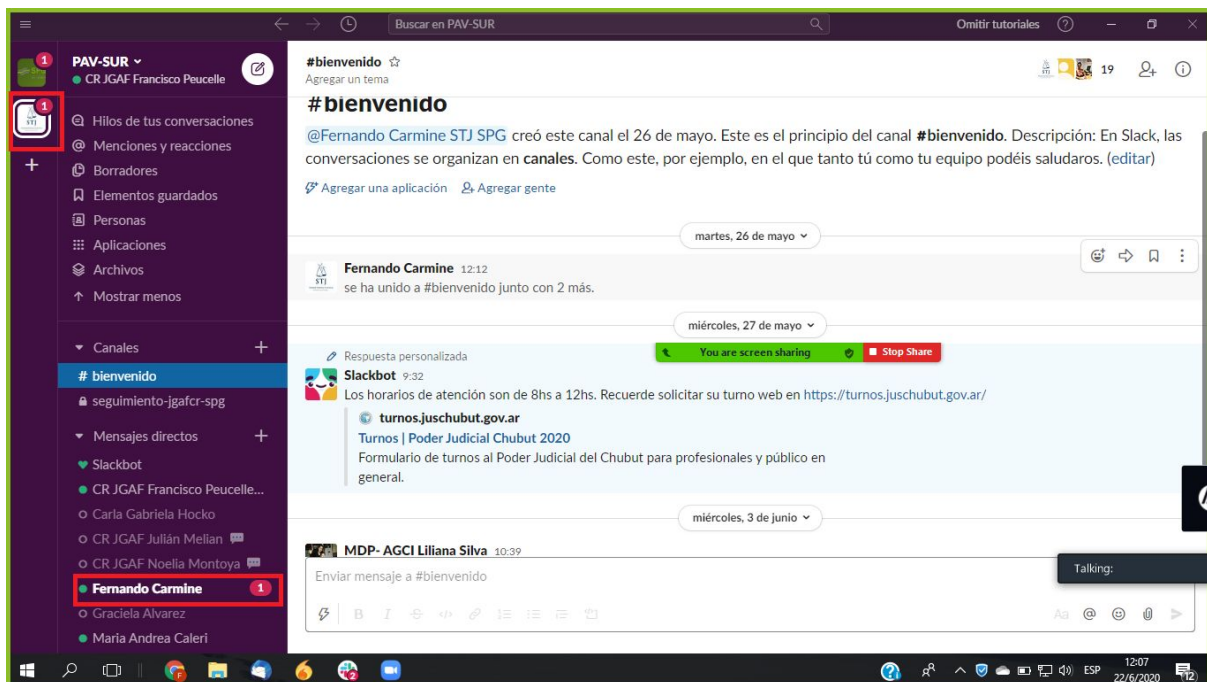 Buscar en PAV-SUR
Omitir tutoriales
1
PAV-SUR
CR JGAF Francisco Peucelle
1
STJ
Hilos de tus conversaciones
Menciones y reacciones
Borradores
Elementos guardados
Personas
Aplicaciones
Archivos
Mostrar menos
Canales
# bienvenido
seguimiento-jgafcr-spg
Mensajes directos
Slackbot
CR JGAF Francisco Peucelle...
Carla Gabriela Hocko
CR JGAF Julián Melian
CR JGAF Noelia Montoya
Fernando Carmine 1
Graciela Alvarez
Maria Andrea Caleri
#bienvenido
Agregar un tema
19
#bienvenido
@Fernando Carmine STJ SPG creó este canal el 26 de mayo. Este es el principio del canal #bienvenido. Descripción: En Slack, las
conversaciones se organizan en canales. Como este, por ejemplo, en el que tanto tú como tu equipo podéis saludaros. (editar)
Agregar una aplicación Agregar gente
martes, 26 de mayo
STJ
Fernando Carmine 12:12
se ha unido a #bienvenido junto con 2 más.
miércoles, 27 de mayo
You are screen sharing Stop Share
Respuesta personalizada
Slackbot 9:32
Los horarios de atención son de 8hs a 12hs. Recuerde solicitar su turno web en https://turnos.juschubut.gov.ar/
turnos.juschubut.gov.ar
Turnos | Poder Judicial Chubut 2020
Formulario de turnos al Poder Judicial del Chubut para profesionales y público en
general.
miércoles, 3 de junio
MDP- AGCI Liliana Silva 10:39
Enviar mensaje a #bienvenido
B I Aa @
Talking:
ESP
12:07
22/6/2020
12